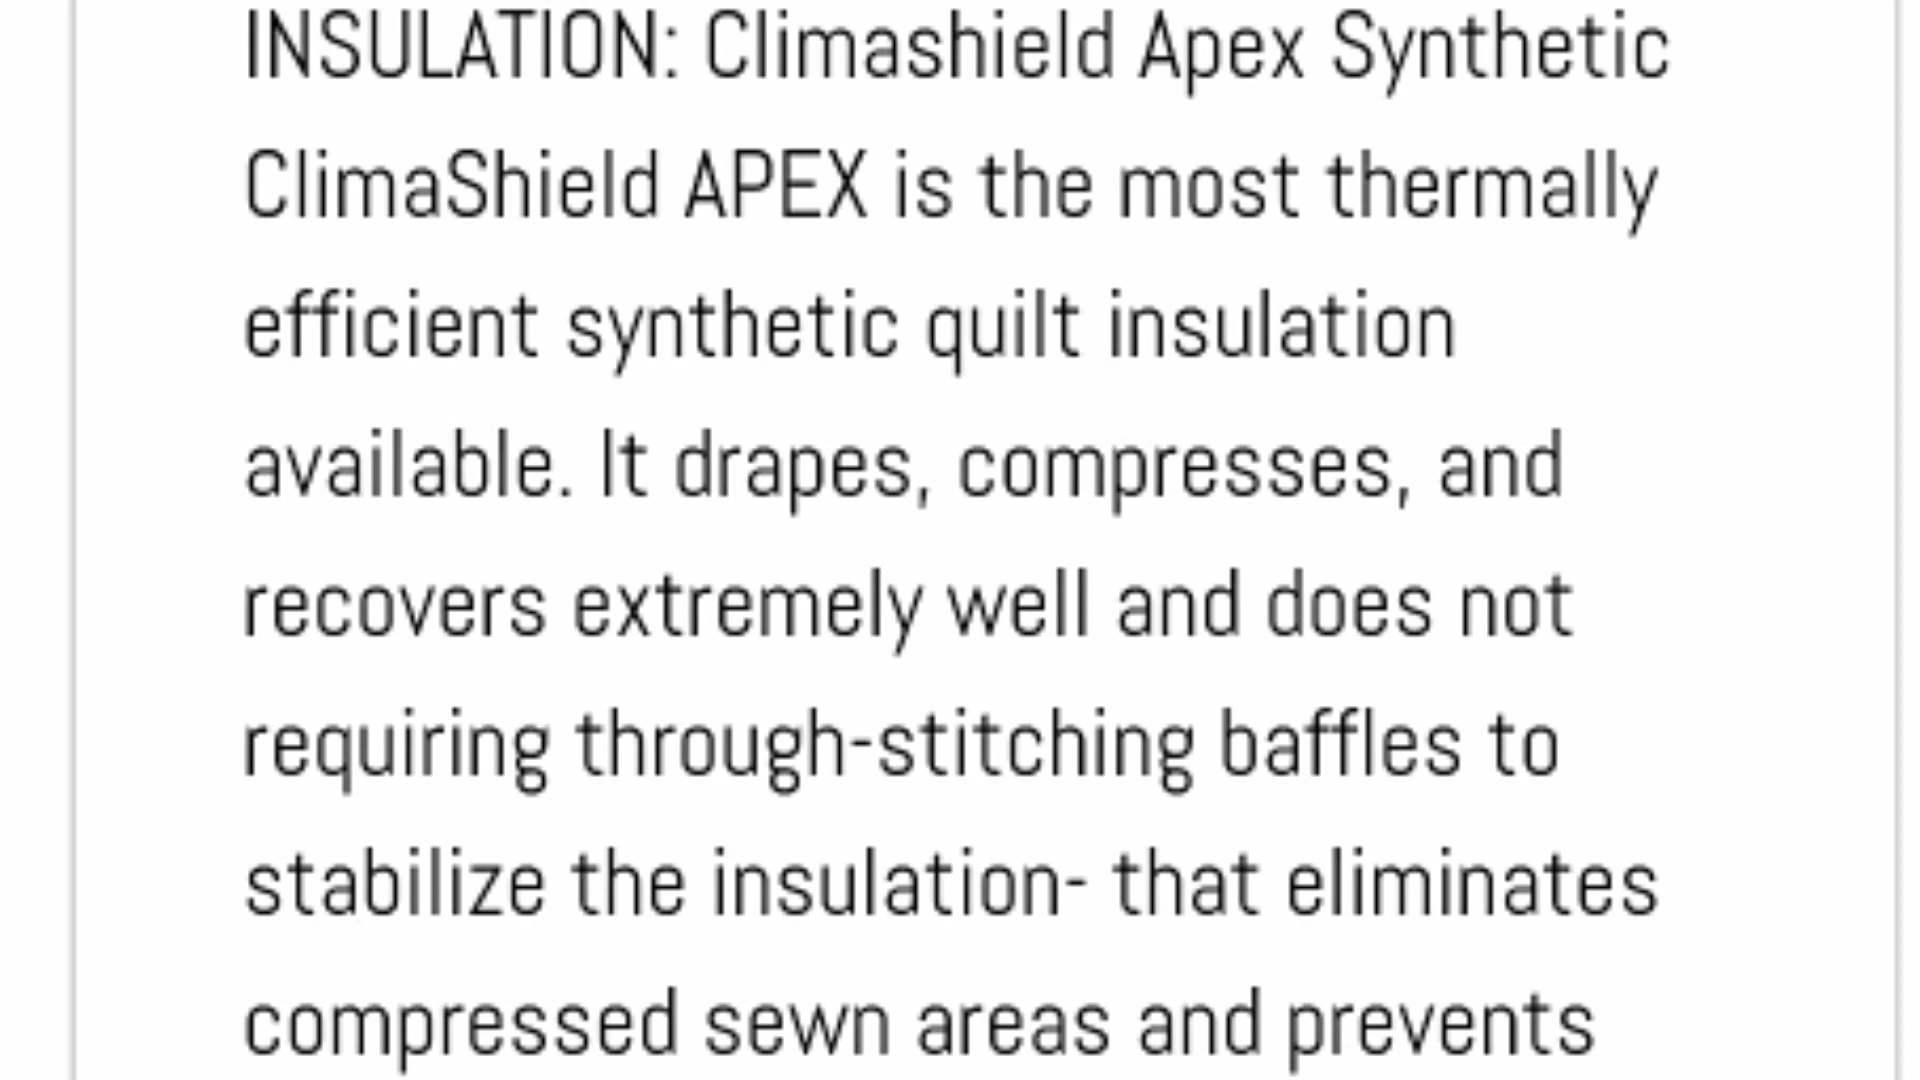 INSULATION: Climashield Apex Synthetic
ClimaShield APEX is the most thermally
efficient synthetic quilt insulation
available. It drapes, compresses, and
recovers extremely well and does not
requiring through-stitching baffles to
stabilize the insulation- that eliminates
compressed sewn areas and prevents